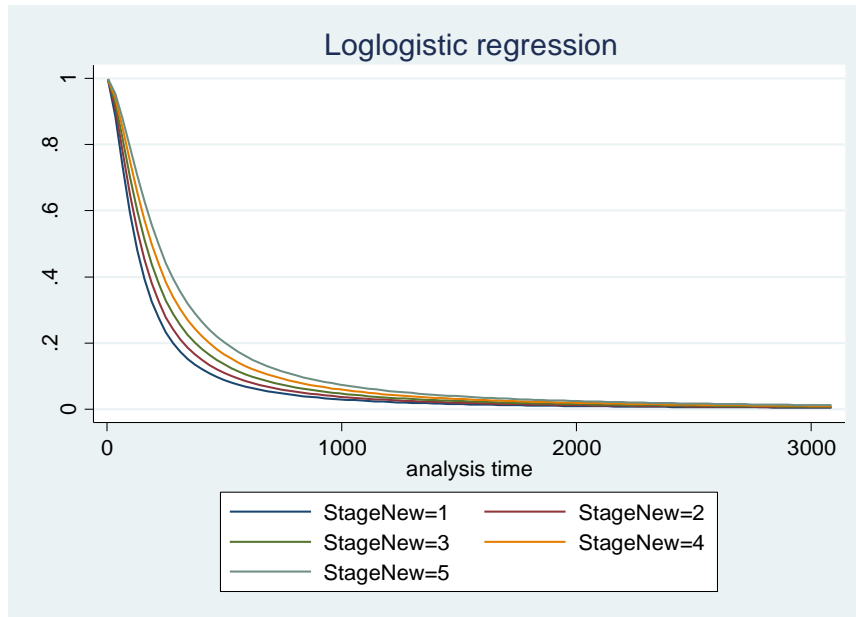 Loglogistic regression
1
.8
.6
.4
.2
0
0 1000 2000 3000
analysis time
StageNew=1 StageNew=2
StageNew=3 StageNew=4
StageNew=5